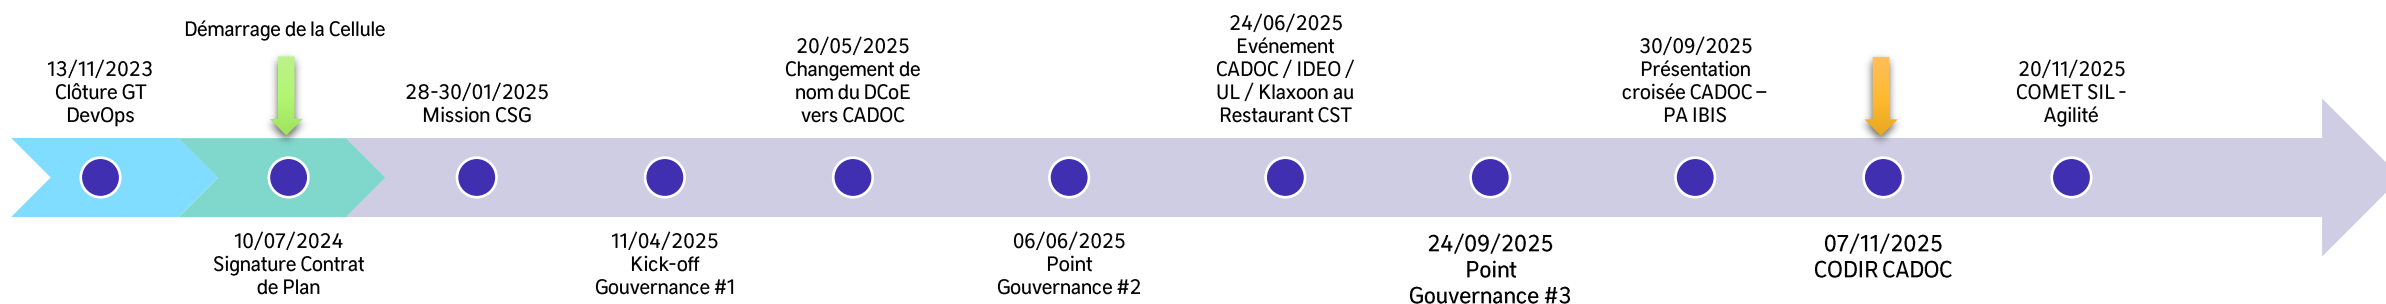 13/11/2023
Clôture GT
DevOps
Démarrage de la Cellule
10/07/2024
Signature Contrat
de Plan
28-30/01/2025
Mission CSG
11/04/2025
Kick-off
Gouvernance #1
20/05/2025
Changement de
nom du DCoE
vers CADOC
06/06/2025
Point
Gouvernance #2
24/06/2025
Evénement
CADOC / IDEO /
UL / Klaxoon au
Restaurant CST
24/09/2025
Point
Gouvernance #3
30/09/2025
Présentation
croisée CADOC –
PA IBIS
07/11/2025
CODIR CADOC
20/11/2025
COMET SIL -
Agilité